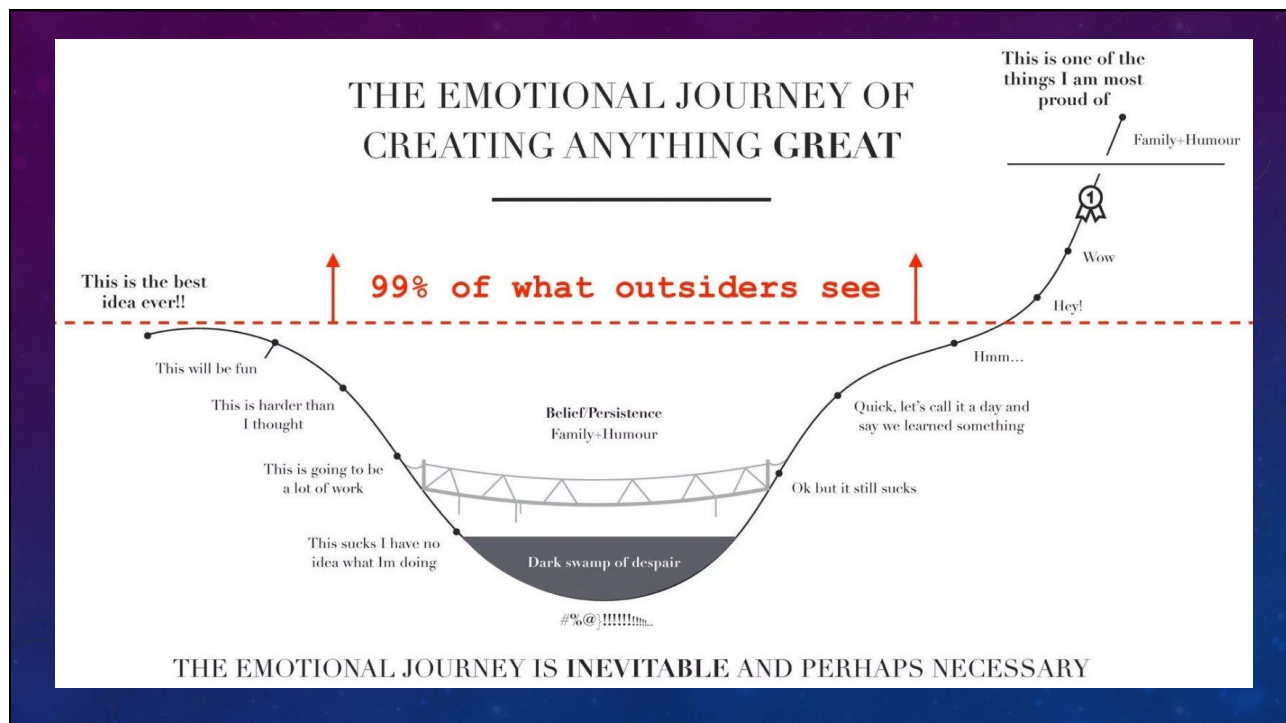 THE EMOTIONAL JOURNEY OF
CREATING ANYTHING GREAT
This is one of the
things I am most
proud of
Family+Humour
1
Wow
Hey!
99% of what outsiders see
This is the best
idea ever!!
This will be fun
This is harder than
I thought
This is going to be
a lot of work
This sucks I have no
idea what Im doing
Belief/Persistence
Family+Humour
Dark swamp of despair
#%@}!!!!!!!!!!!!...
Ok but it still sucks
Quick, let's call it a day and
say we learned something
Hmm...
THE EMOTIONAL JOURNEY IS INEVITABLE AND PERHAPS NECESSARY